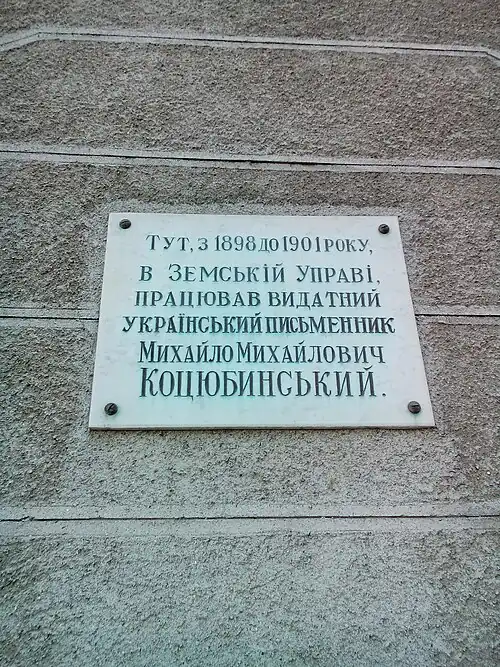 Тут, з 1898 до 1901 року,
в Земській Управі,
працював видатний
український письменник
Михайло Михайлович
Коцюбинський.